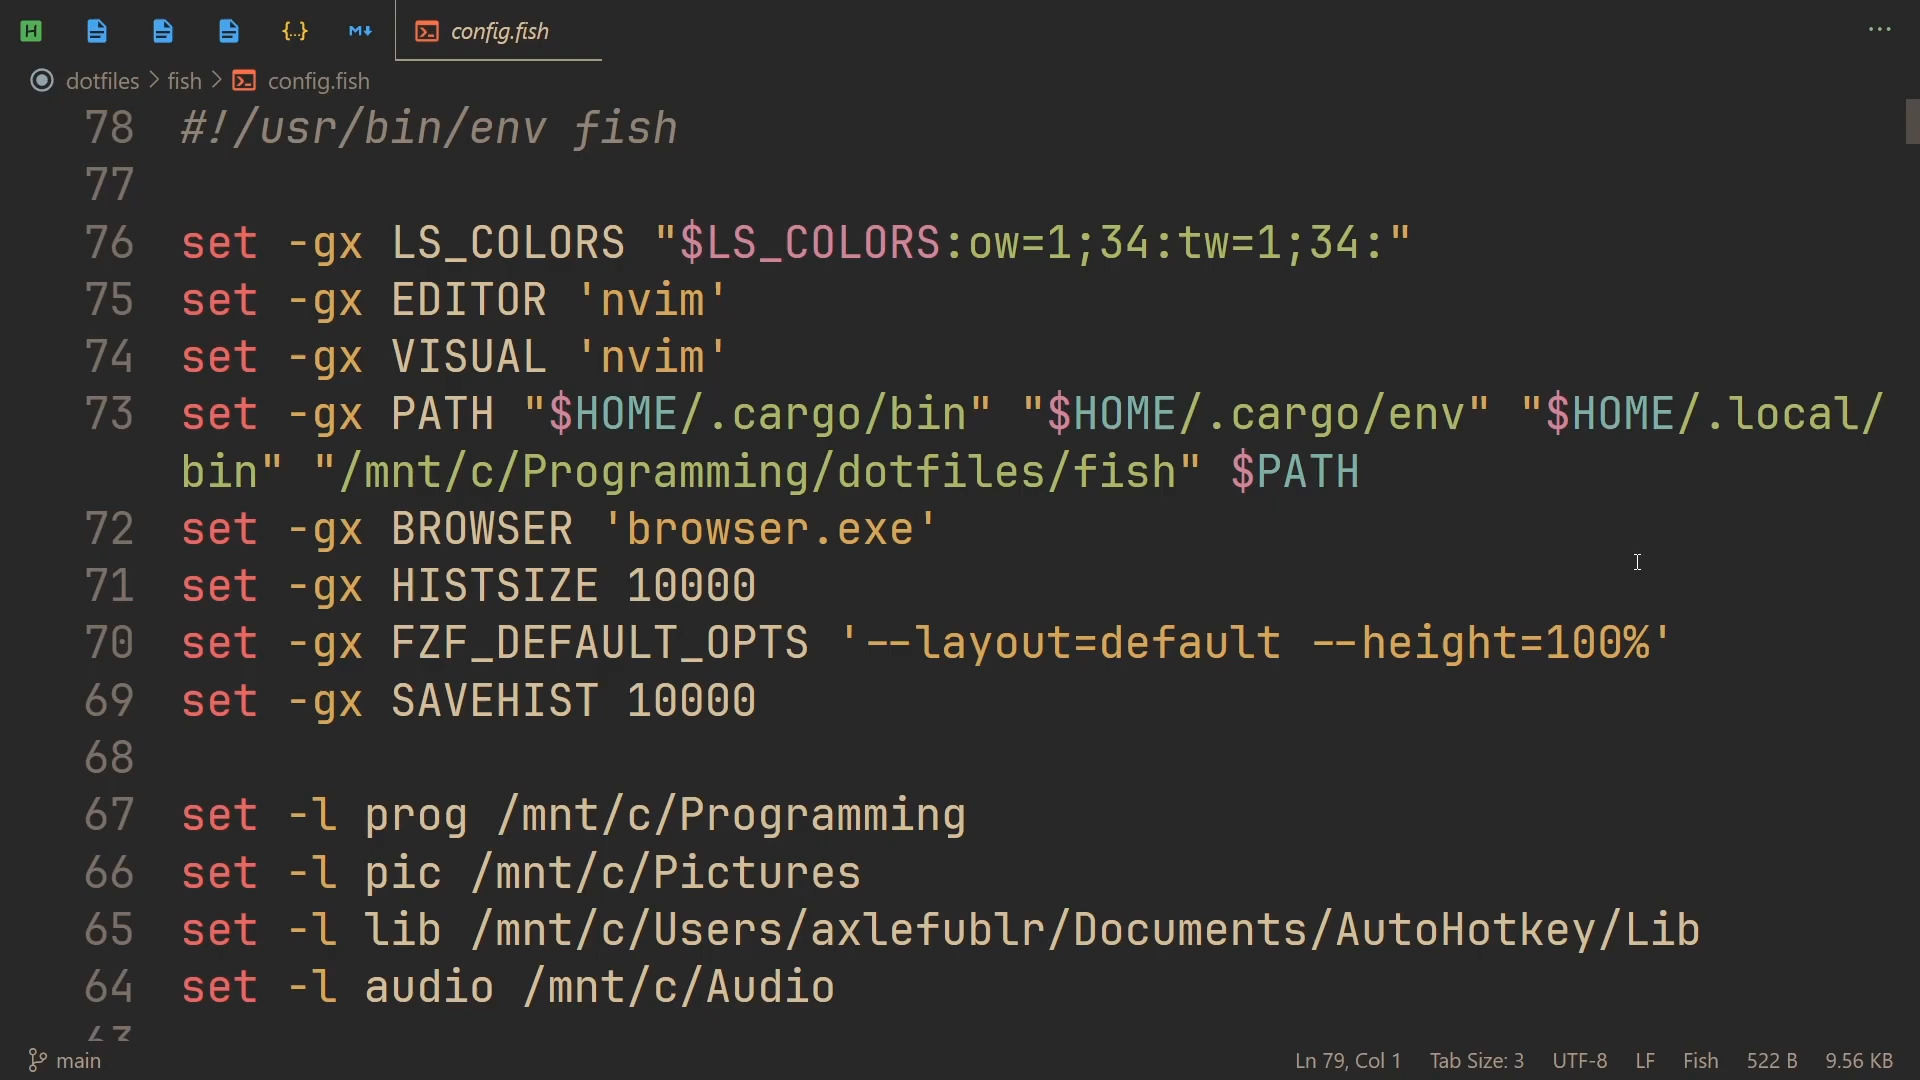 H {..} M↓ config.fish ...
dotfiles > fish > config.fish
78 #!/usr/bin/env fish
77
76 set -gx LS_COLORS "$LS_COLORS:ow=1;34:tw=1;34:"
75 set -gx EDITOR 'nvim'
74 set -gx VISUAL 'nvim'
73 set -gx PATH "$HOME/.cargo/bin" "$HOME/.cargo/env" "$HOME/.local/
bin" "/mnt/c/Programming/dotfiles/fish" $PATH
72 set -gx BROWSER 'browser.exe'
71 set -gx HISTSIZE 10000
70 set -gx FZF_DEFAULT_OPTS '--layout=default --height=100%'
69 set -gx SAVEHIST 10000
68
67 set -l prog /mnt/c/Programming
66 set -l pic /mnt/c/Pictures
65 set -l lib /mnt/c/Users/axlefublr/Documents/AutoHotkey/Lib
64 set -l audio /mnt/c/Audio
63
main Ln 79, Col 1 Tab Size: 3 UTF-8 LF Fish 522 B 9.56 KB